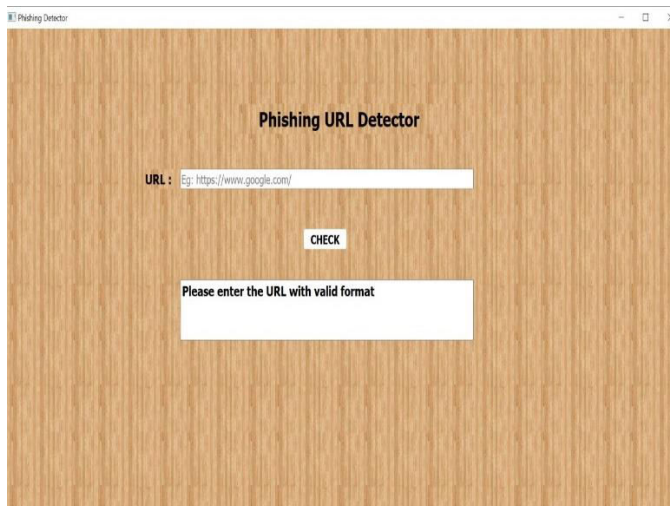 Phishing Detector
Phishing URL Detector
URL : Eg: https://www.google.com/
CHECK
Please enter the URL with valid format